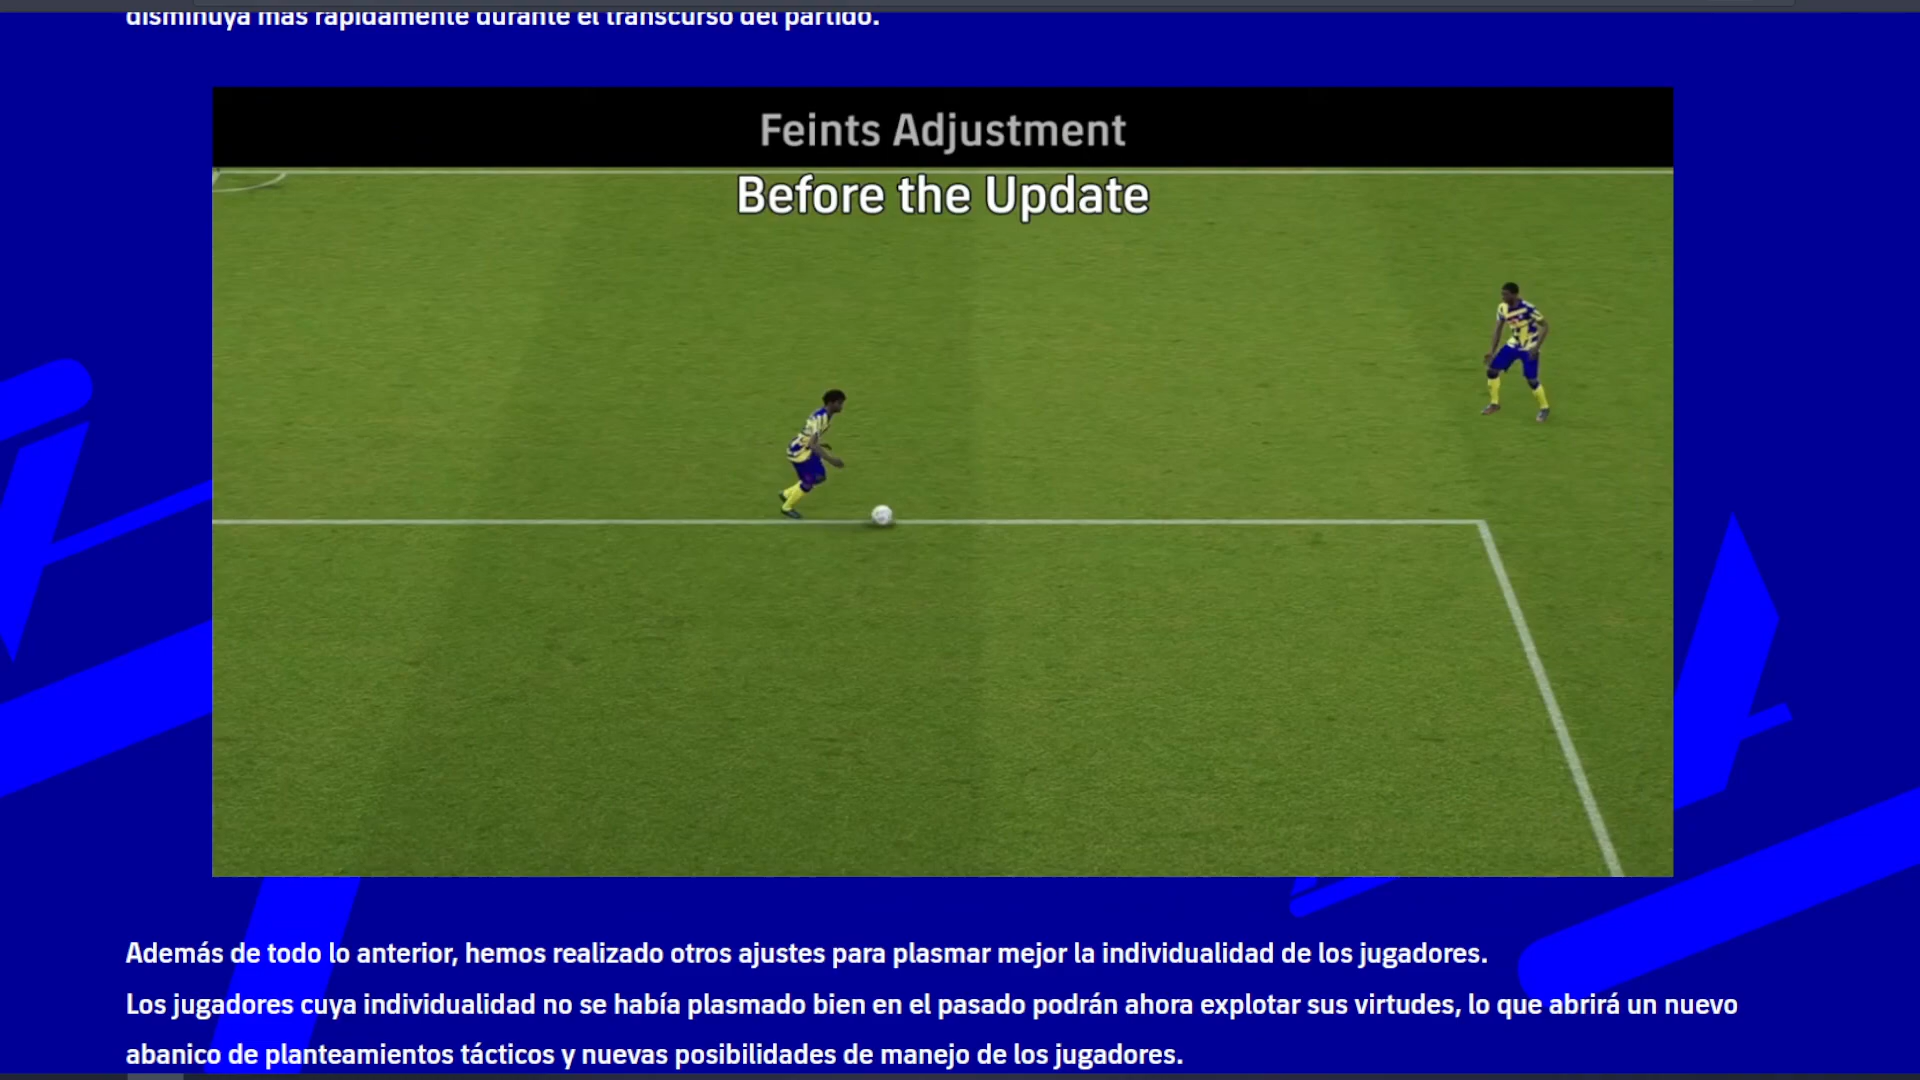 disminuya más rápidamente durante el transcurso del partido.
Feints Adjustment
Before the Update
Además de todo lo anterior, hemos realizado otros ajustes para plasmar mejor la individualidad de los jugadores.
Los jugadores cuya individualidad no se había plasmado bien en el pasado podrán ahora explotar sus virtudes, lo que abrirá un nuevo
abanico de planteamientos tácticos y nuevas posibilidades de manejo de los jugadores.